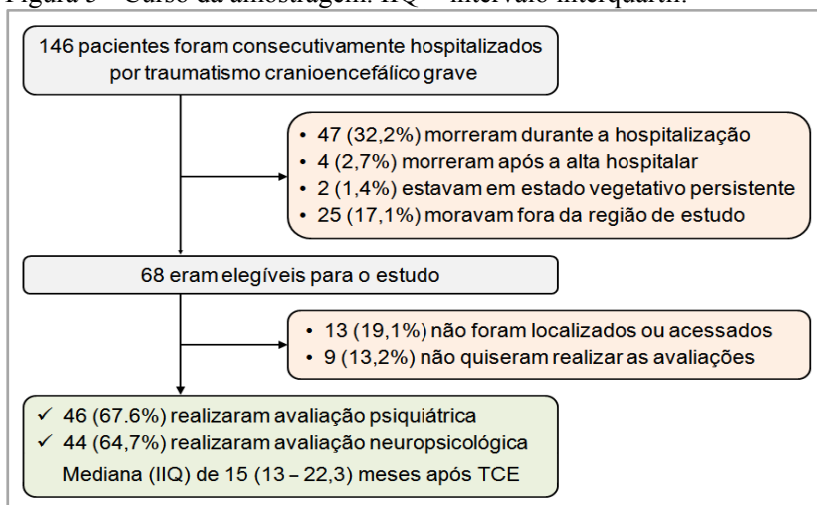 Figura 3 – Curso da amostragem. IIQ – intervalo interquartil.
146 pacientes foram consecutivamente hospitalizados
por traumatismo cranioencefálico grave
• 47 (32,2%) morreram durante a hospitalização
• 4 (2,7%) morreram após a alta hospitalar
• 2 (1,4%) estavam em estado vegetativo persistente
• 25 (17,1%) moravam fora da região de estudo
68 eram elegíveis para o estudo
• 13 (19,1%) não foram localizados ou acessados
• 9 (13,2%) não quiseram realizar as avaliações
✓ 46 (67.6%) realizaram avaliação psiquiátrica
✓ 44 (64,7%) realizaram avaliação neuropsicológica
Mediana (IIQ) de 15 (13 – 22,3) meses após TCE